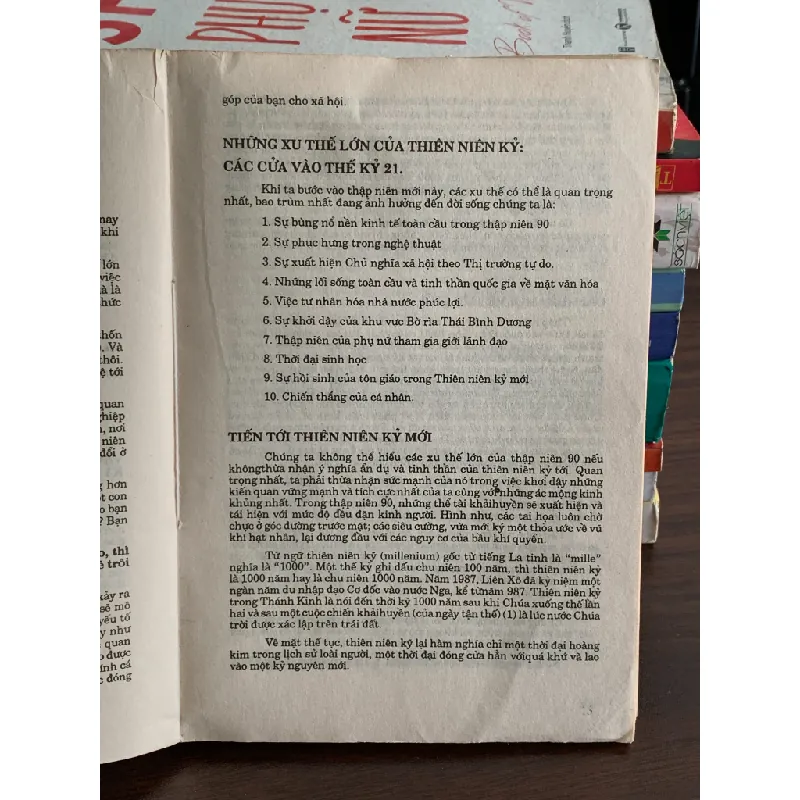 PHỤ
NỮ
Book of
góp của bạn cho xã hội.
NHỮNG XU THẾ LỚN CỦA THIÊN NIÊN KỶ:
CÁC CỬA VÀO THẾ KỶ 21.
Khi ta bước vào thập niên mới này, các xu thế có thể là quan trọng
nhất, bao trùm nhất đang ảnh hưởng đến đời sống chúng ta là:
1. Sự bùng nổ nền kinh tế toàn cầu trong thập niên 90
2. Sự phục hưng trong nghệ thuật
3. Sự xuất hiện Chủ nghĩa xã hội theo Thị trường tự do.
4. Những lối sống toàn cầu và tinh thần quốc gia về mặt văn hóa
5. Việc tư nhân hóa nhà nước phúc lợi.
6. Sự khởi dậy của khu vực Bờ rìa Thái Bình Dương
7. Thập niên của phụ nữ tham gia giới lãnh đạo
8. Thời đại sinh học
9. Sự hồi sinh của tôn giáo trong Thiên niên kỷ mới
10. Chiến thắng của cá nhân.
TIẾN TỚI THIÊN NIÊN KỶ MỚI
Chúng ta không thể hiểu các xu thế lớn của thập niên 90 nếu
khôngthừa nhận ý nghĩa ẩn dụ và tinh thần của thiên niên kỷ tới. Quan
trọng nhất, ta phải thừa nhận sức mạnh của nó trong việc khơi dậy những
kiến quan vững mạnh và tích cực nhất của ta cũng với những ác mộng kinh
khủng nhất. Trong thập niên 90, những thể tài khảihuyền sẽ xuất hiện và
tái hiện với mức độ đều đặn kinh người. Hình như, các tai họa luôn chờ
chực ở góc đường trước mặt; các siêu cường, vừa mới ký một thỏa ước về vũ
khí hạt nhân, lại đương đầu với các nguy cơ của bầu khí quyển.
Từ ngữ thiên niên kỷ (millenium) gốc từ tiếng La tinh là “mille”
nghĩa là “1000”. Một thế kỷ ghi dấu chu niên 100 năm, thì thiên niên kỷ
là 1000 năm hay là chu niên 1000 năm. Năm 1987, Liên Xô đã kỷ niệm một
ngàn năm du nhập đạo Cơ đốc vào nước Nga, kể từnăm 987. Thiên niên kỷ
trong Thánh Kinh là nói đến thời kỳ 1000 năm sau khi Chúa xuống thế lần
hai và sau một cuộc chiến khảihuyền (của ngày tận thế) (1) là lúc nước Chúa
trời được xác lập trên trái đất.
Về mặt thế tục, thiên niên kỷ lại hàm nghĩa chỉ một thời đại hoàng
kim trong lịch sử loài người, một thời đại đóng cửa hẳn vớiquá khứ và lao
vào một kỷ nguyên mới.